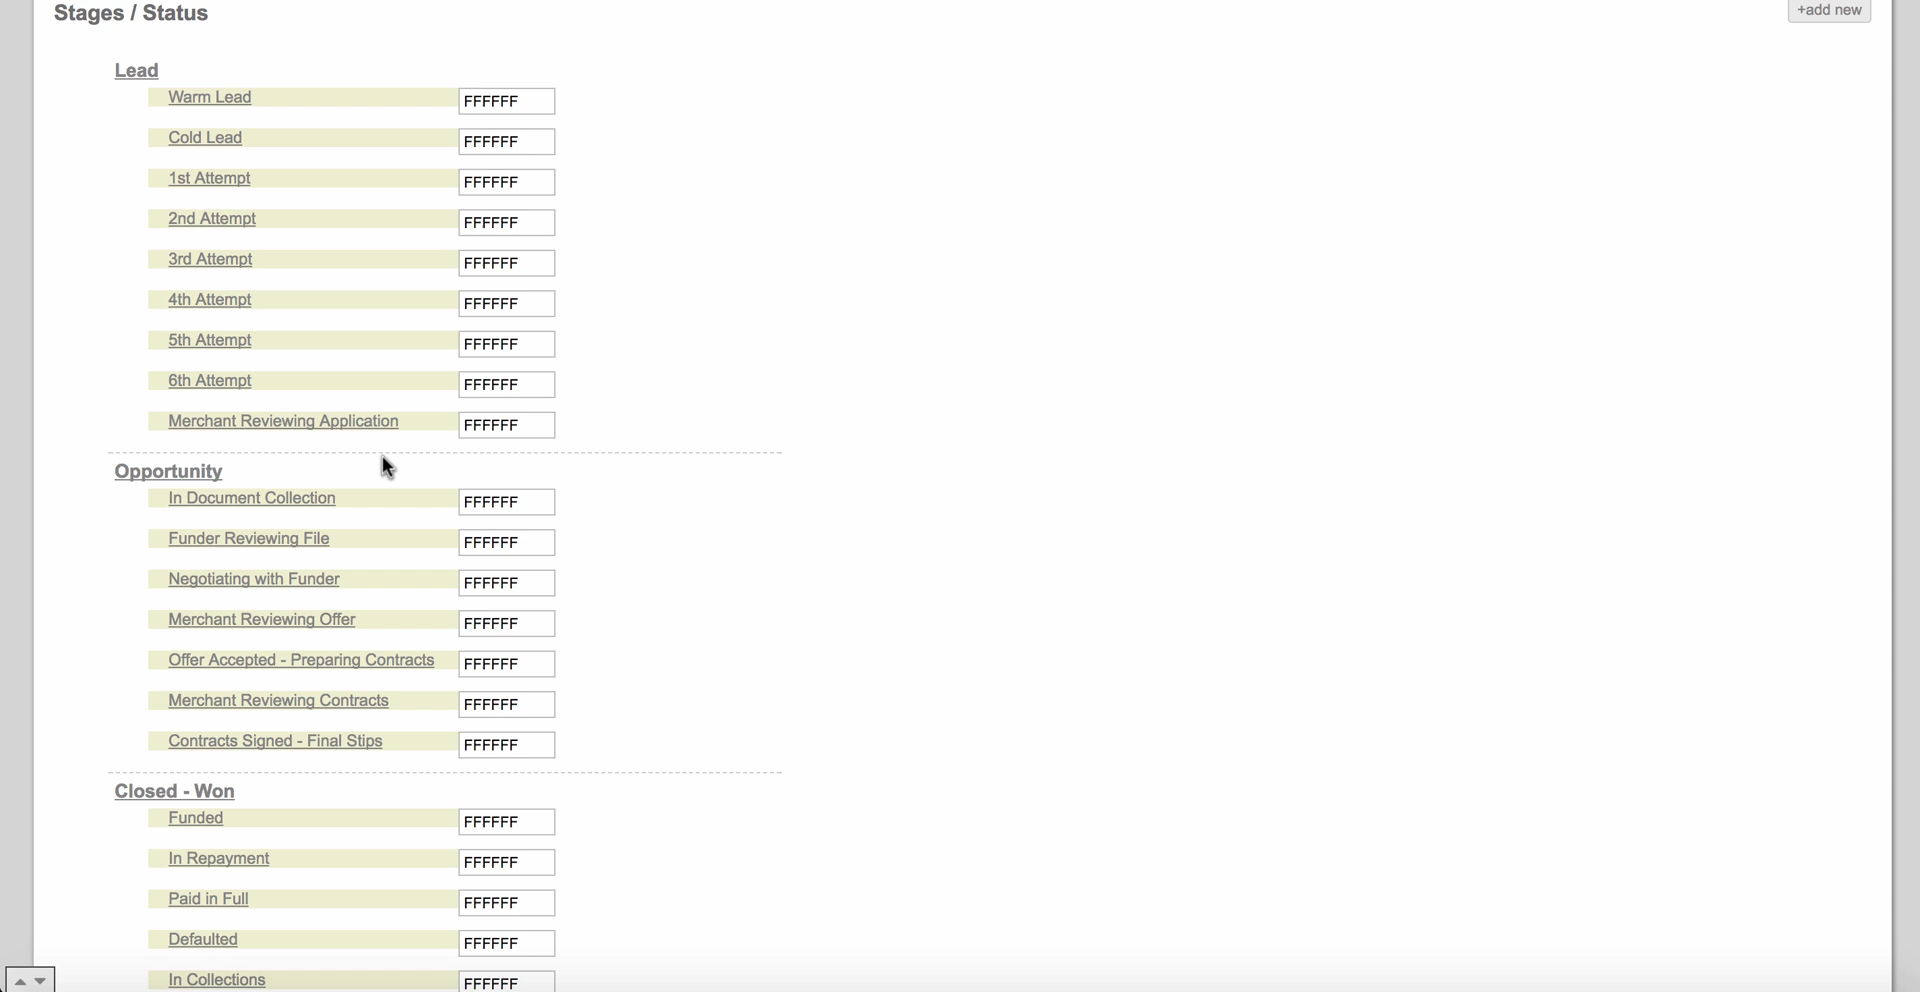 Stages / Status
+add new
Lead
Warm Lead FFFFFF
Cold Lead FFFFFF
1st Attempt FFFFFF
2nd Attempt FFFFFF
3rd Attempt FFFFFF
4th Attempt FFFFFF
5th Attempt FFFFFF
6th Attempt FFFFFF
Merchant Reviewing Application FFFFFF
Opportunity
In Document Collection FFFFFF
Funder Reviewing File FFFFFF
Negotiating with Funder FFFFFF
Merchant Reviewing Offer FFFFFF
Offer Accepted - Preparing Contracts FFFFFF
Merchant Reviewing Contracts FFFFFF
Contracts Signed - Final Stips FFFFFF
Closed - Won
Funded FFFFFF
In Repayment FFFFFF
Paid in Full FFFFFF
Defaulted FFFFFF
In Collections FFFFFF